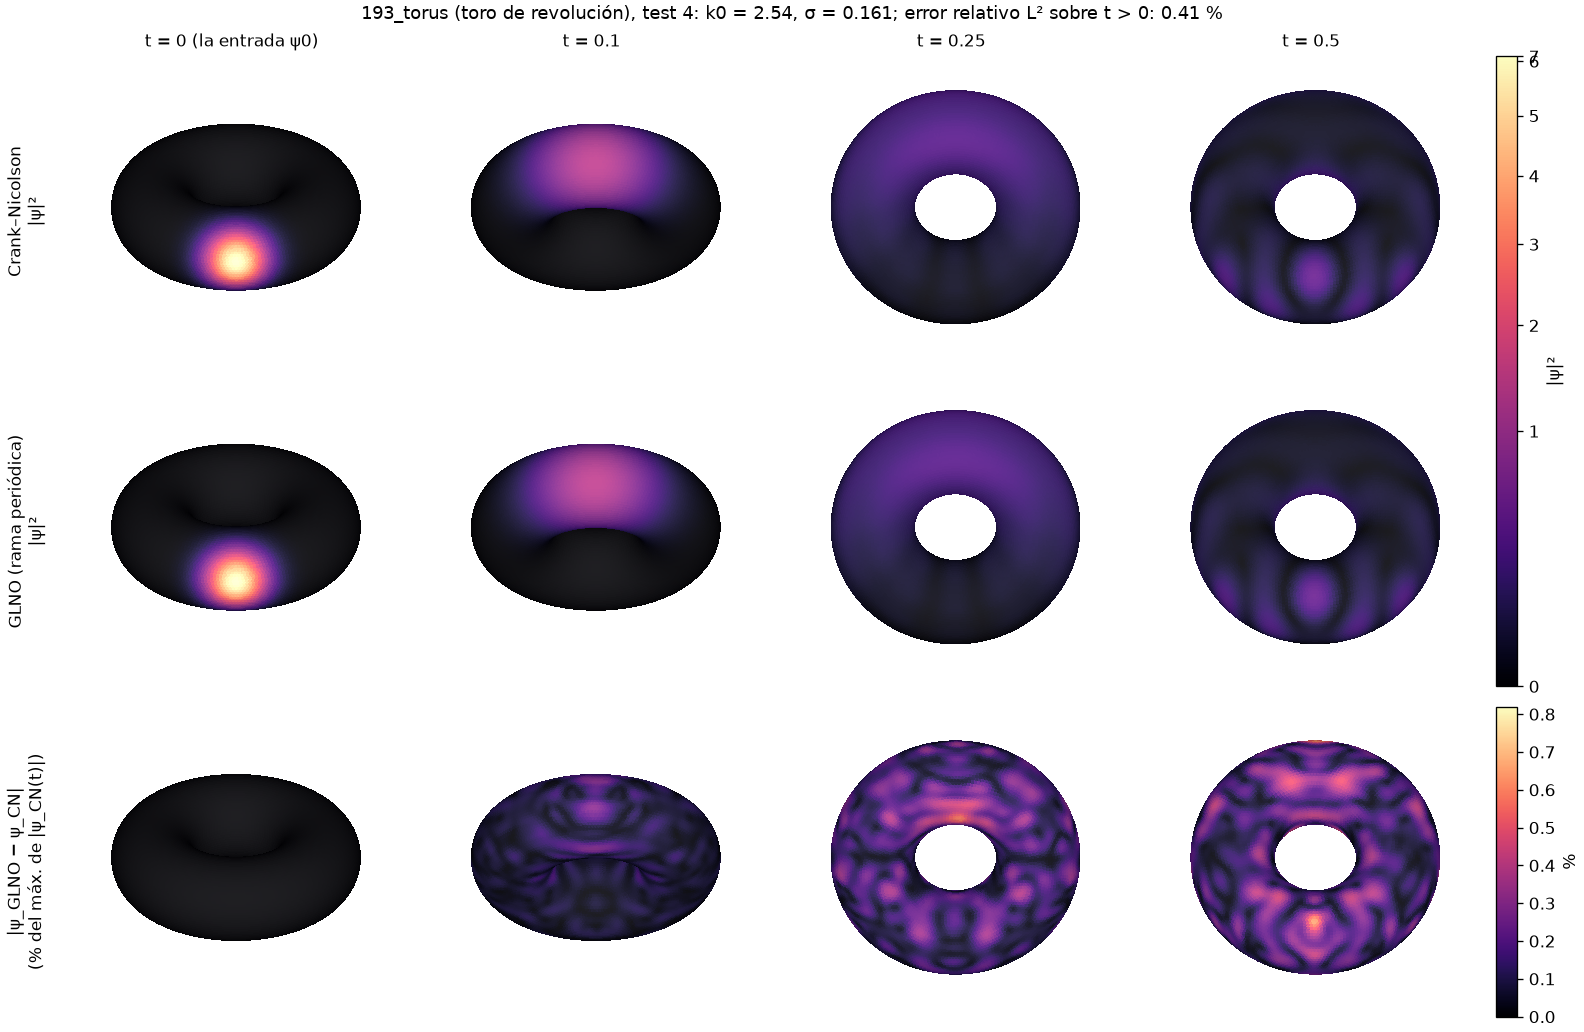 193_torus (toro de revolución), test 4: k0 = 2.54, σ = 0.161; error relativo L² sobre t > 0: 0.41 %
t = 0 (la entrada ψ0)
t = 0.1
t = 0.25
t = 0.5
Crank–Nicolson
|ψ|²
GLNO (rama periódica)
|ψ|²
|ψ_GLNO − ψ_CN|
(% del máx. de |ψ_CN(t)|)
7
6
5
4
3
2
1
0
|ψ|²
0.8
0.7
0.6
0.5
0.4
0.3
0.2
0.1
0.0
%